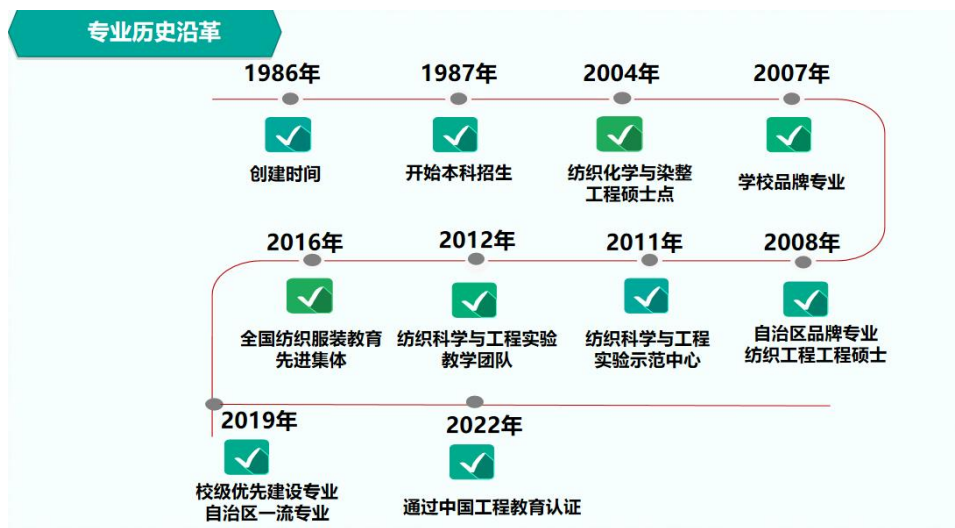 专业历史沿革
1986年
1987年
2004年
2007年
创建时间
开始本科招生
纺织化学与染整
工程硕士点
学校品牌专业
2016年
2012年
2011年
2008年
全国纺织服装教育
先进集体
纺织科学与工程实验
教学团队
纺织科学与工程
实验示范中心
自治区品牌专业
纺织工程工程硕士
2019年
2022年
校级优先建设专业
自治区一流专业
通过中国工程教育认证